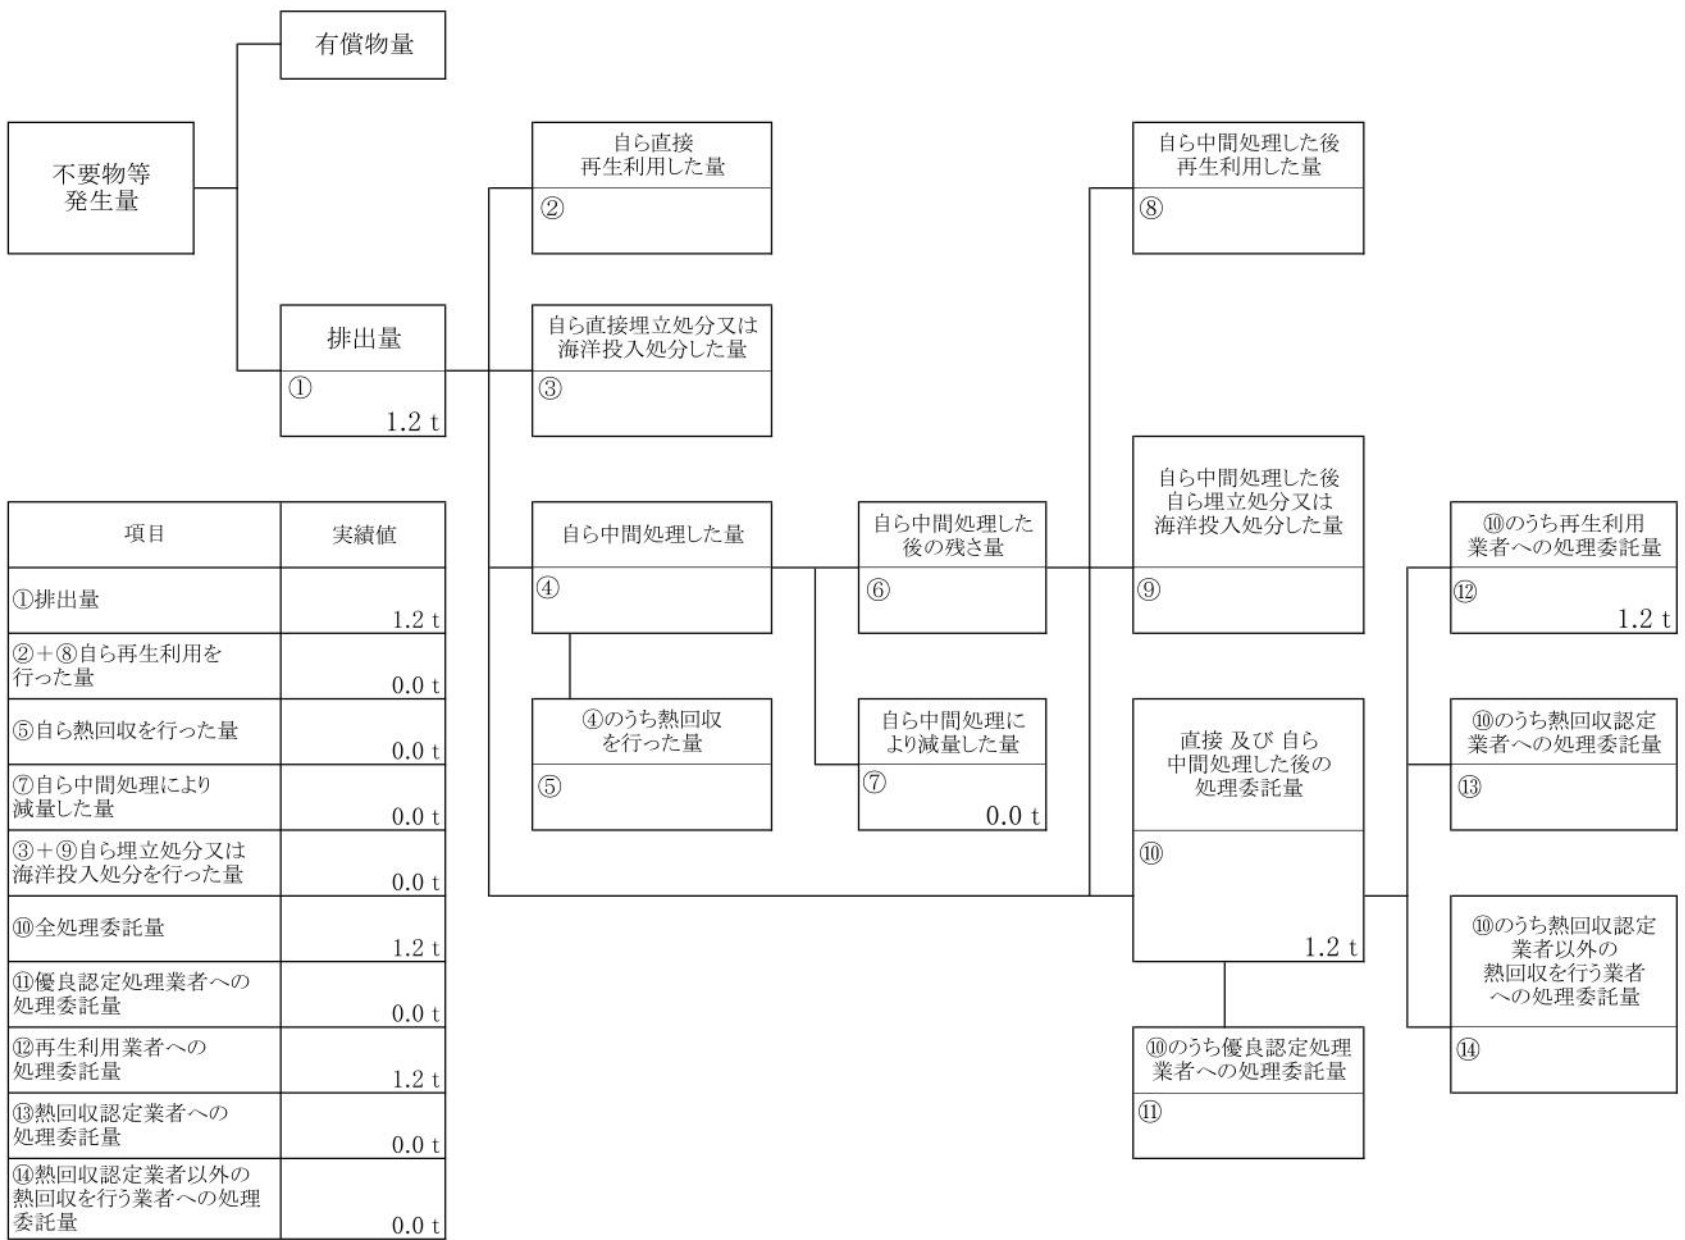 有償物量
不要物等
発生量
自ら直接
再生利用した量
②
自ら中間処理した後
再生利用した量
⑧
排出量
①
1.2 t
自ら直接埋立処分又は
海洋投入処分した量
③
自ら中間処理した量
④
自ら中間処理した
後の残さ量
⑥
自ら中間処理した後
自ら埋立処分又は
海洋投入処分した量
⑨
⑩のうち再生利用
業者への処理委託量
⑫
1.2 t
④のうち熱回収
を行った量
⑤
自ら中間処理に
より減量した量
⑦
0.0 t
直接 及び 自ら
中間処理した後の
処理委託量
⑩
1.2 t
⑩のうち熱回収認定
業者への処理委託量
⑬
⑩のうち熱回収認定
業者以外の
熱回収を行う業者
への処理委託量
⑭
⑩のうち優良認定処理
業者への処理委託量
⑪
項目 実績値
①排出量
1.2 t
②＋⑧自ら再生利用を
行った量
0.0 t
⑤自ら熱回収を行った量
0.0 t
⑦自ら中間処理により
減量した量
0.0 t
③＋⑨自ら埋立処分又は
海洋投入処分を行った量
0.0 t
⑩全処理委託量
1.2 t
⑪優良認定処理業者への
処理委託量
0.0 t
⑫再生利用業者への
処理委託量
1.2 t
⑬熱回収認定業者への
処理委託量
0.0 t
⑭熱回収認定業者以外の
熱回収を行う業者への処理
委託量
0.0 t